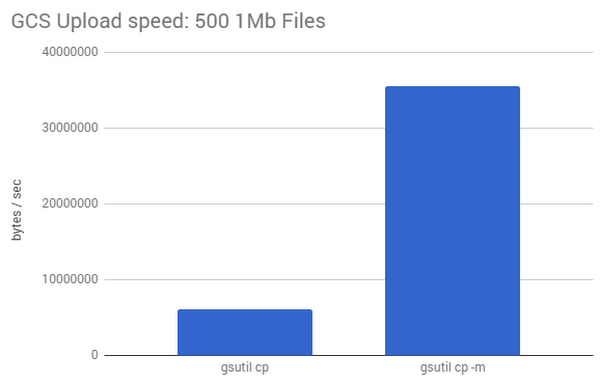 GCS Upload speed: 500 1Mb Files
40000000
30000000
20000000
10000000
0
bytes / sec
gsutil cp
gsutil cp -m